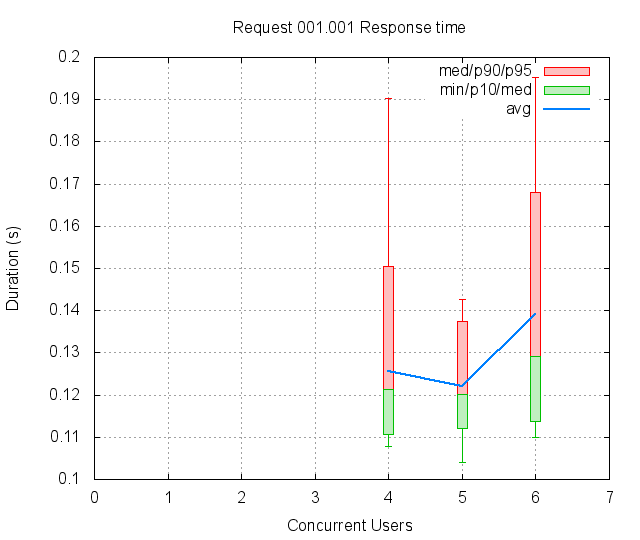 Request 001.001 Response time
med/p90/p95
min/p10/med
avg
0.2
0.19
0.18
0.17
0.16
0.15
0.14
0.13
0.12
0.11
0.1
Duration (s)
0 1 2 3 4 5 6 7
Concurrent Users